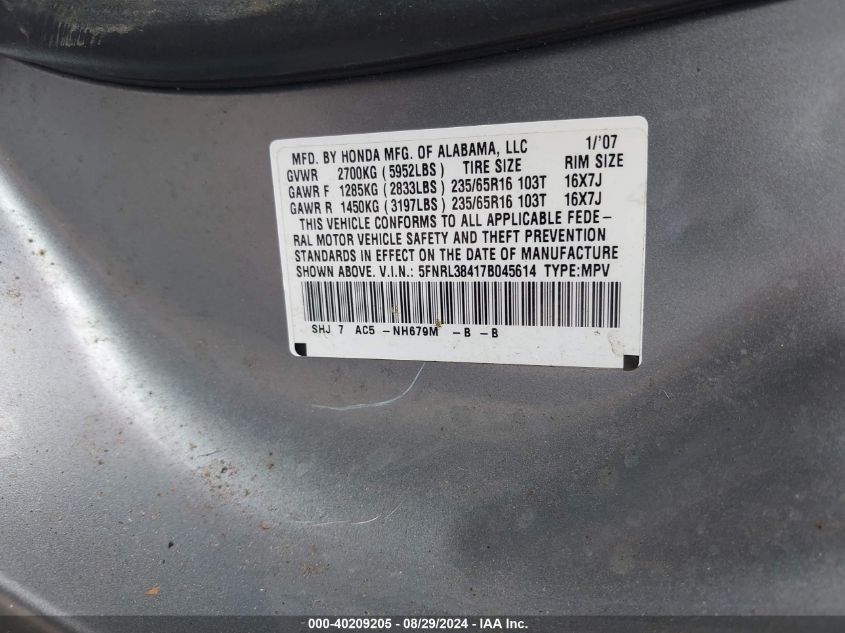 MFD. BY HONDA MFG. OF ALABAMA, LLC 1/'07
GVWR 2700KG (5952LBS) TIRE SIZE RIM SIZE
GAWR F 1285KG (2833LBS) 235/65R16 103T 16X7J
GAWR R 1450KG (3197LBS) 235/65R16 103T 16X7J
THIS VEHICLE CONFORMS TO ALL APPLICABLE FEDE-
RAL MOTOR VEHICLE SAFETY AND THEFT PREVENTION
STANDARDS IN EFFECT ON THE DATE OF MANUFACTURE
SHOWN ABOVE. V.I.N.: 5FNRL38417B045614 TYPE:MPV
SHJ 7 AC5 -NH679M -B -B
000-40209205 - 08/29/2024 - IAA Inc.